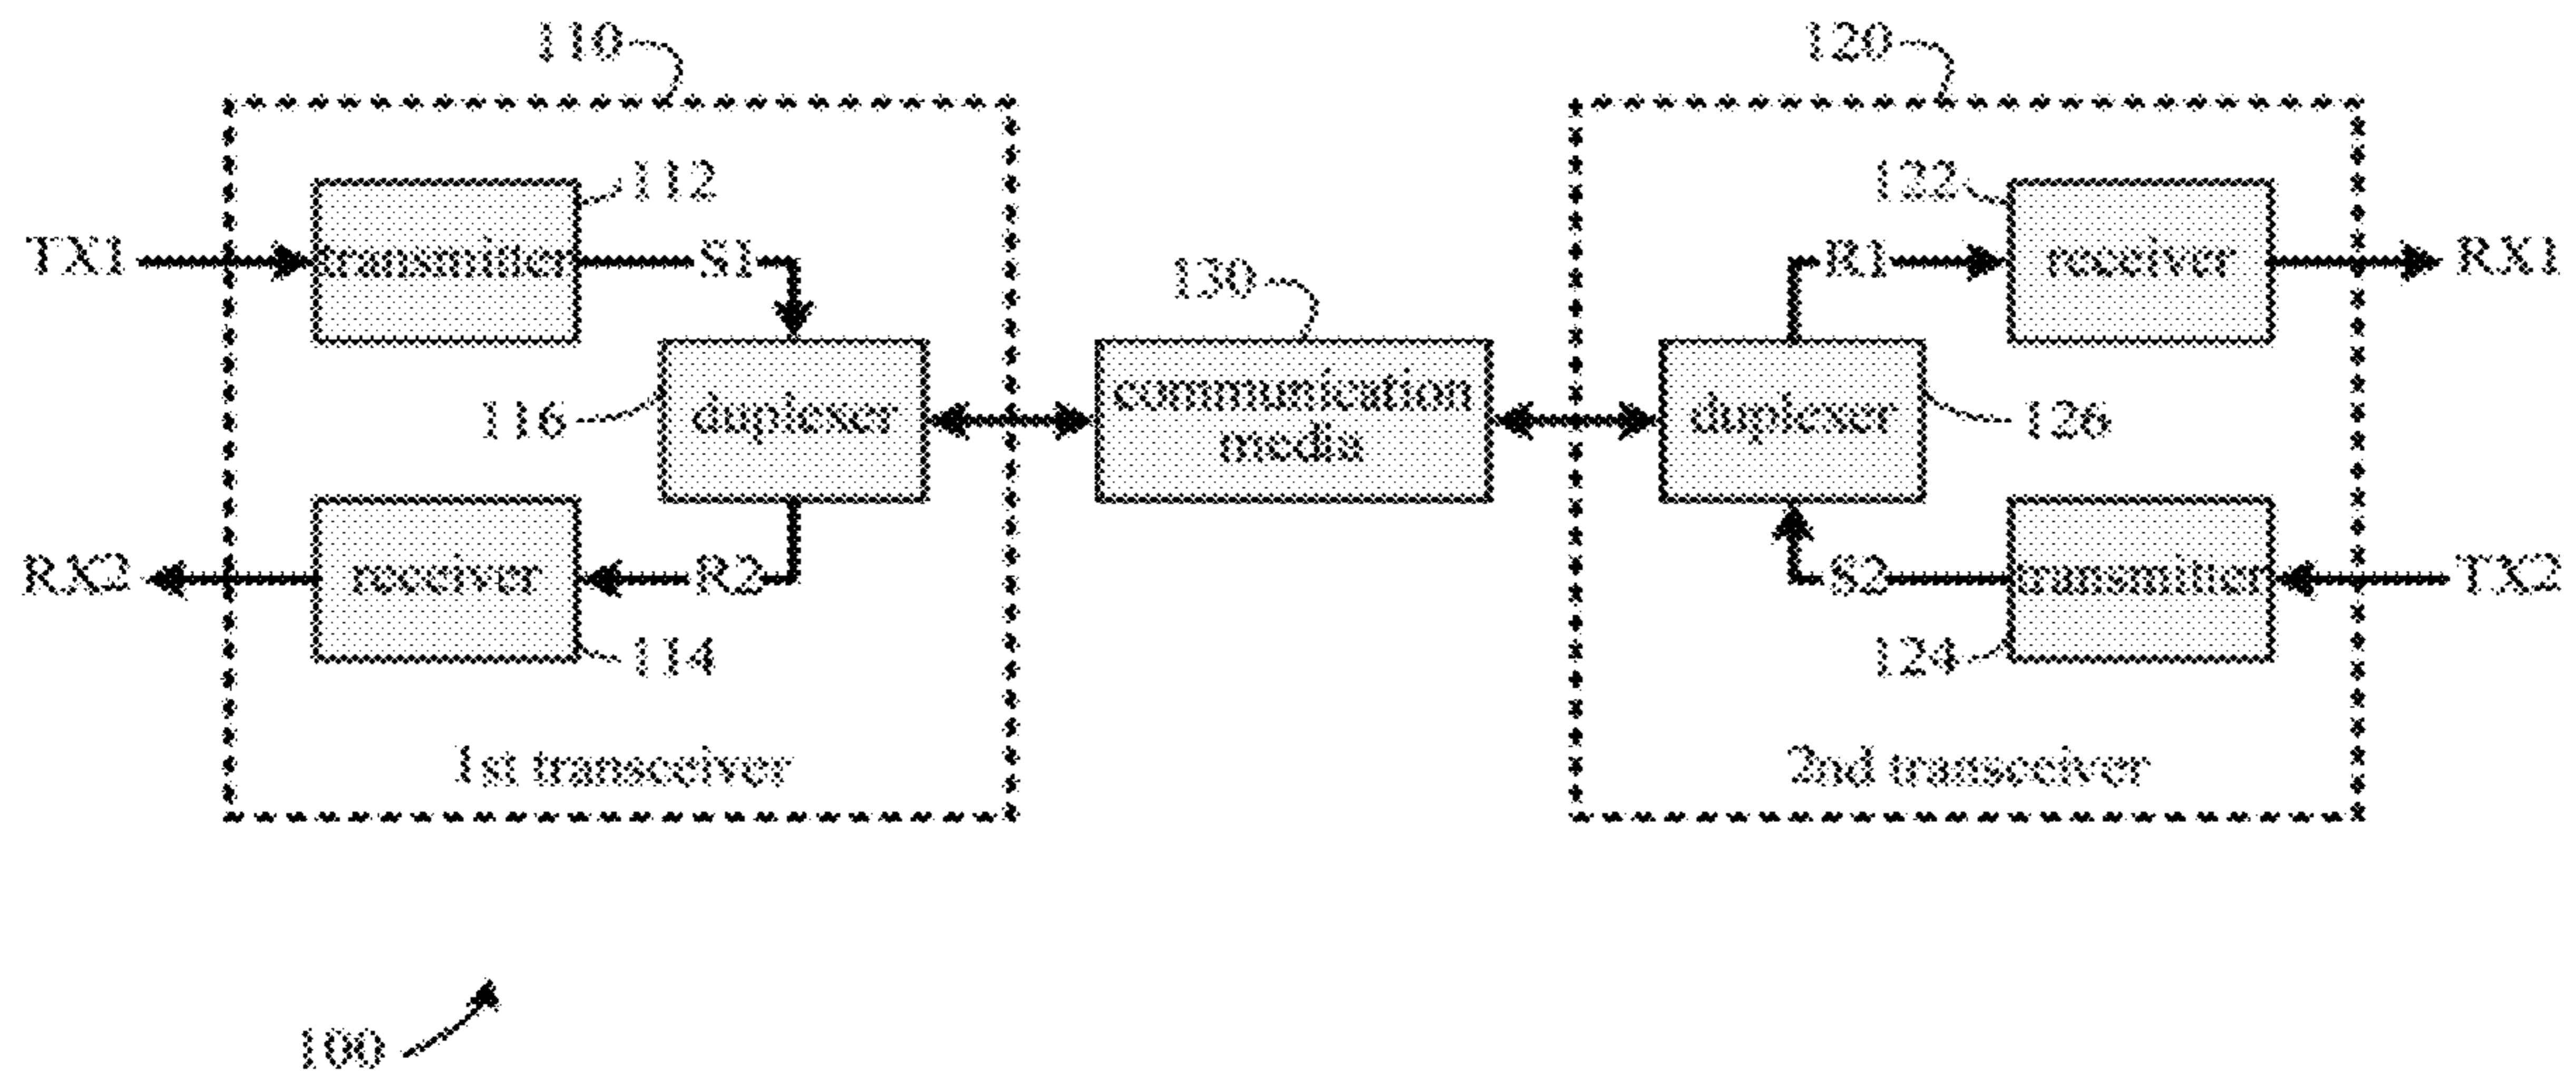 110
120
112
122
TX1
transmitter
S1
R1
receiver
RX1
130
116
duplexer
communication
media
duplexer
126
RX2
receiver
R2
S2
transmitter
TX2
114
124
1st transceiver
2nd transceiver
100